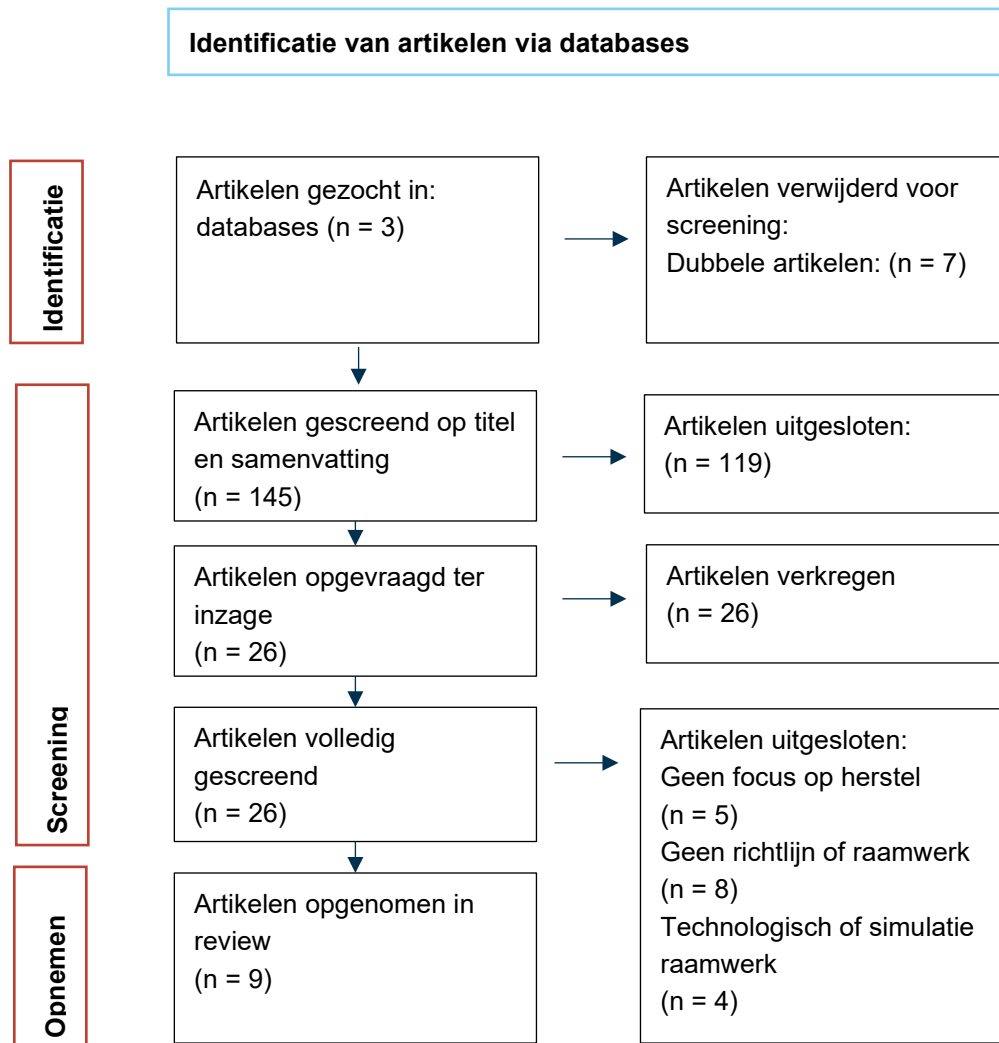 Identificatie van artikelen via databases
Identificatie
Artikelen gezocht in:
databases (n = 3)
Artikelen verwijderd voor
screening:
Dubbele artikelen: (n = 7)
Screening
Artikelen gescreend op titel
en samenvatting
(n = 145)
Artikelen uitgesloten:
(n = 119)
Artikelen opgevraagd ter
inzage
(n = 26)
Artikelen verkregen
(n = 26)
Artikelen volledig
gescreend
(n = 26)
Artikelen uitgesloten:
Geen focus op herstel
(n = 5)
Geen richtlijn of raamwerk
(n = 8)
Technologisch of simulatie
raamwerk
(n = 4)
Opnemen
Artikelen opgenomen in
review
(n = 9)